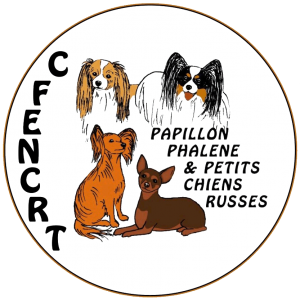 CFENCRT
PAPILLON
PHALENE
& PETITS
CHIENS
RUSSES